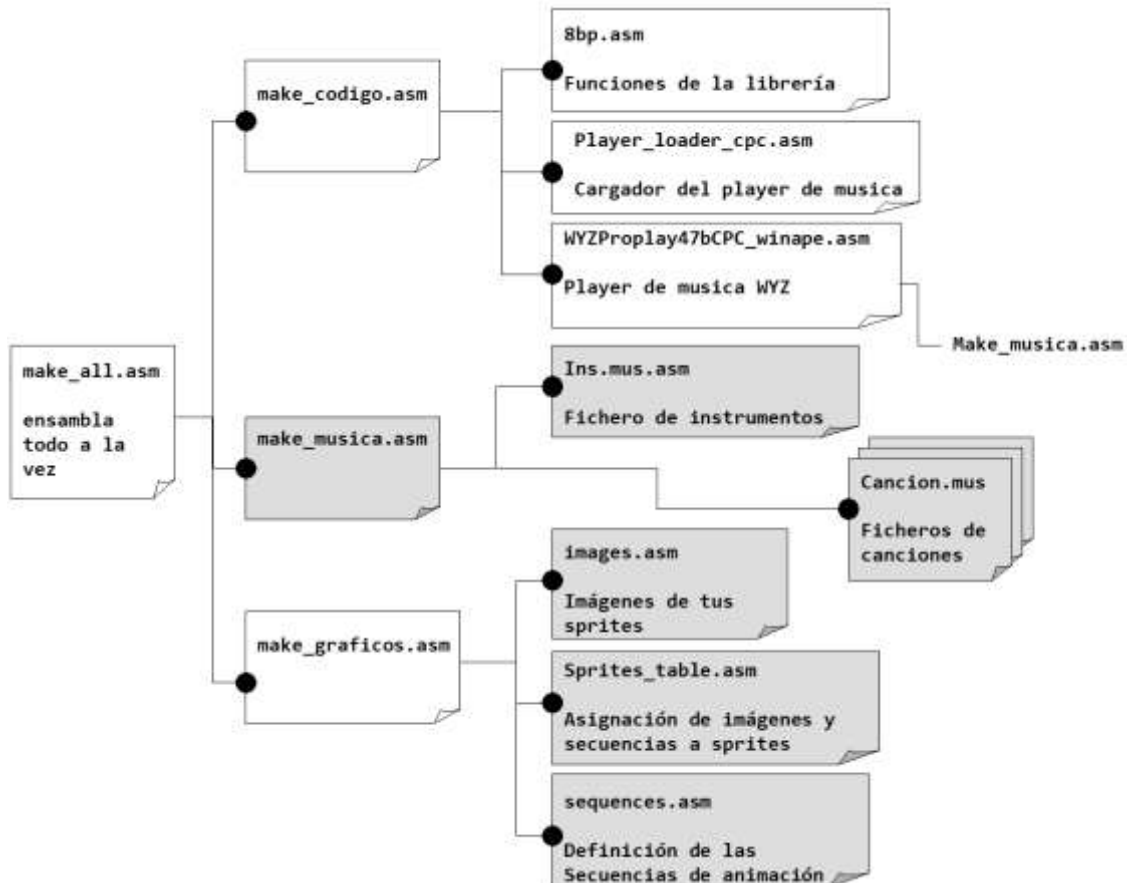 8bp.asm
Funciones de la librería
make_codigo.asm
Player_loader_cpc.asm
Cargador del player de musica
WYZProplay47bCPC_winape.asm
Player de musica WYZ
Make_musica.asm
make_all.asm
ensambla
todo a la
vez
make_musica.asm
Ins.mus.asm
Fichero de instrumentos
Cancion.mus
Ficheros de
canciones
images.asm
Imágenes de tus
sprites
make_graficos.asm
Sprites_table.asm
Asignación de imágenes y
secuencias a sprites
sequences.asm
Definición de las
Secuencias de animación